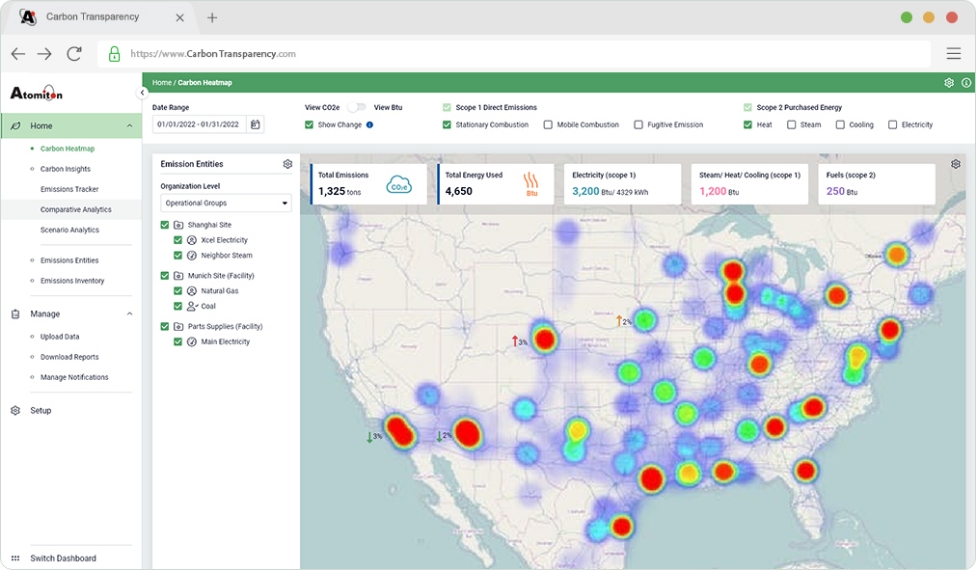 Carbon Transparency
https://www.CarbonTransparency.com
Atomiton
Home / Carbon Heatmap
Date Range
01/01/2022 - 01/31/2022
View CO2e
View Btu
Show Change
Scope 1 Direct Emissions
Stationary Combustion
Mobile Combustion
Fugitive Emission
Scope 2 Purchased Energy
Heat
Steam
Cooling
Electricity
Home
Carbon Heatmap
Carbon Insights
Emissions Tracker
Comparative Analytics
Scenario Analytics
Emissions Entities
Emissions Inventory
Manage
Upload Data
Download Reports
Manage Notifications
Setup
Switch Dashboard
Emission Entities
Organization Level
Operational Groups
Shanghai Site
Xcel Electricity
Neighbor Steam
Munich Site (Facility)
Natural Gas
Coal
Parts Supplies (Facility)
Main Electricity
Total Emissions
1,325 tons
CO₂e
Total Energy Used
4,650
Btu
Electricity (scope 1)
3,200 Btu/ 4329 kWh
Steam/ Heat/ Cooling (scope 1)
1,200 Btu
Fuels (scope 2)
250 Btu
2%
3%
3%
2%